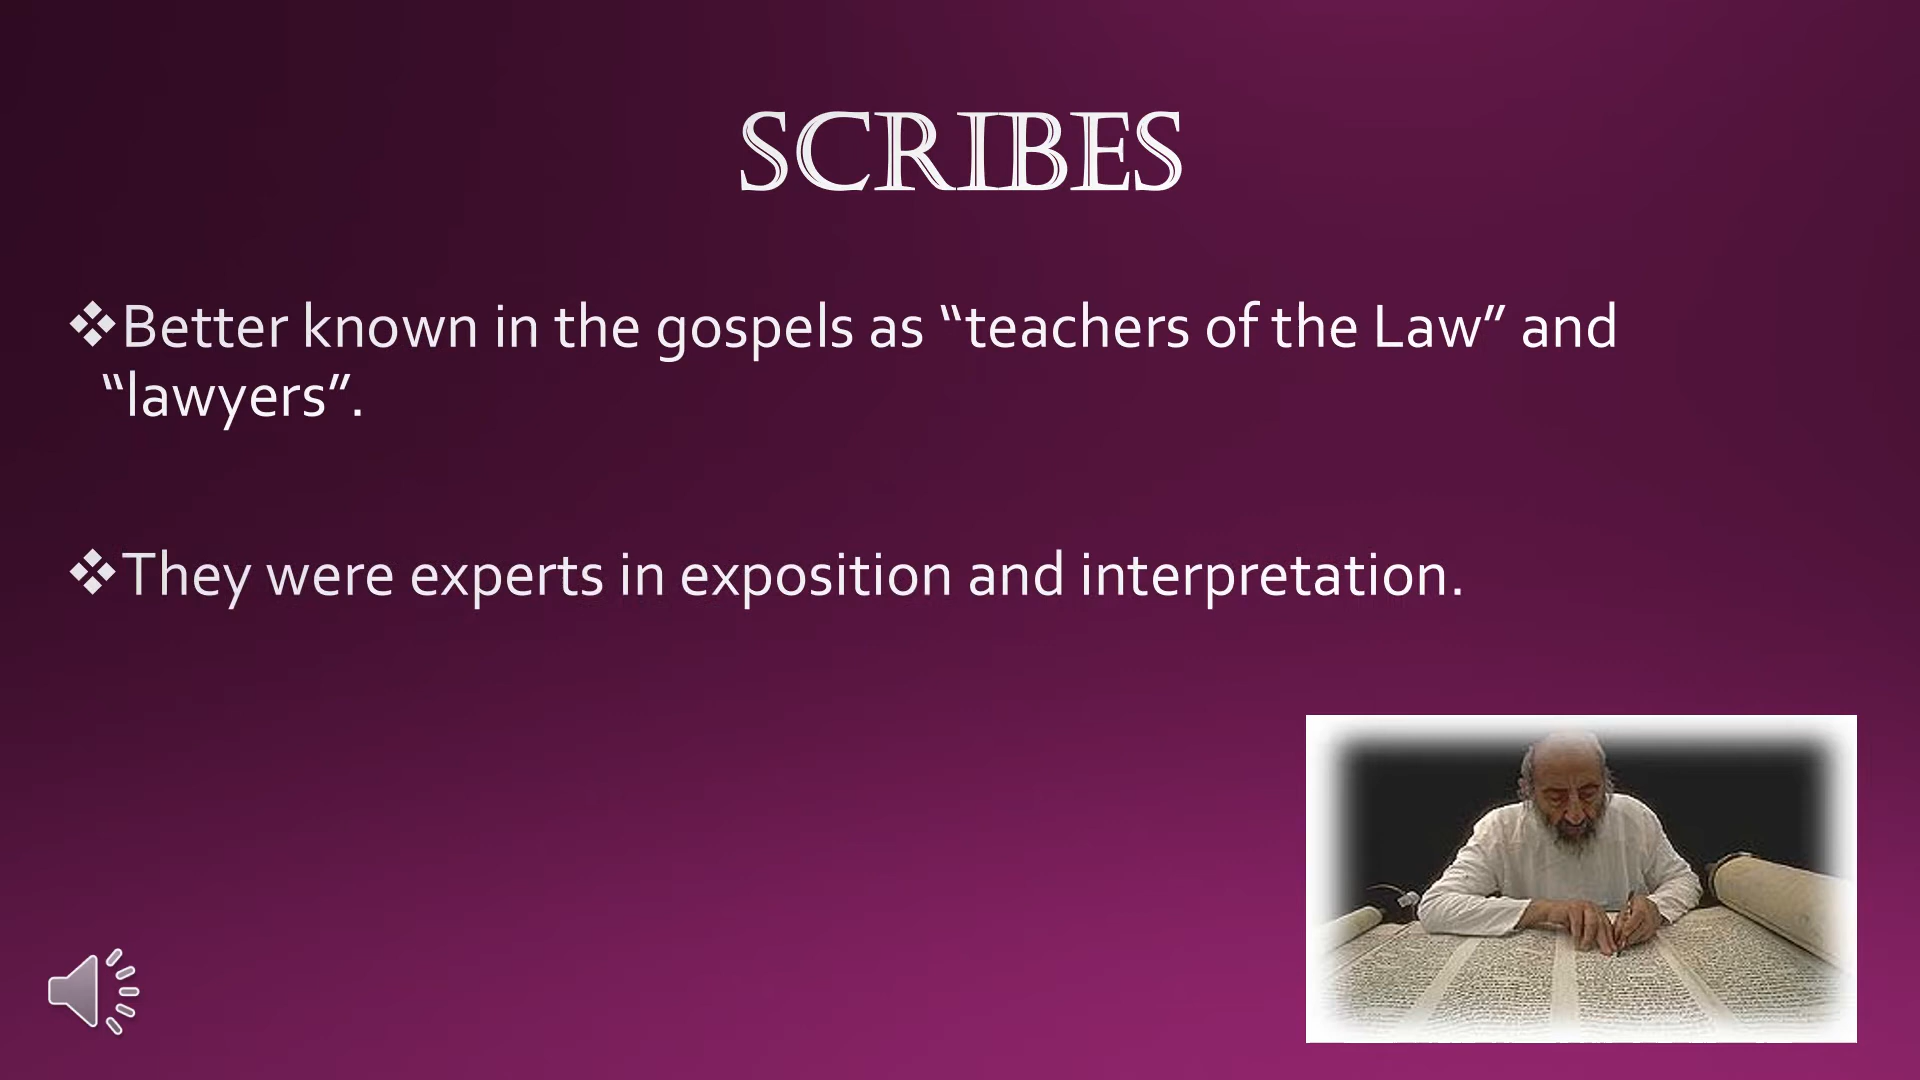 SCRIBES
❖Better known in the gospels as “teachers of the Law” and
“lawyers”.
❖They were experts in exposition and interpretation.